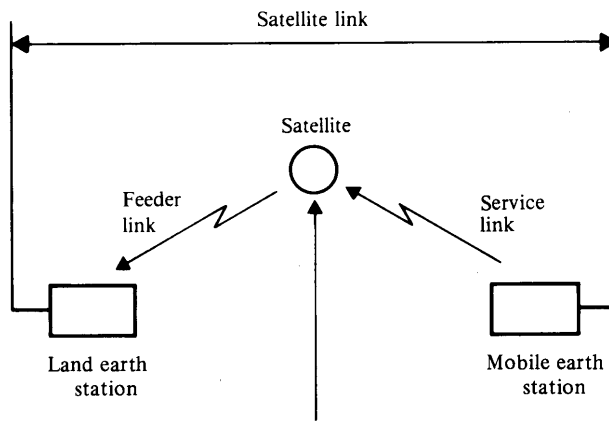 Satellite link
Satellite
Feeder
link
Service
link
Land earth
station
Mobile earth
station